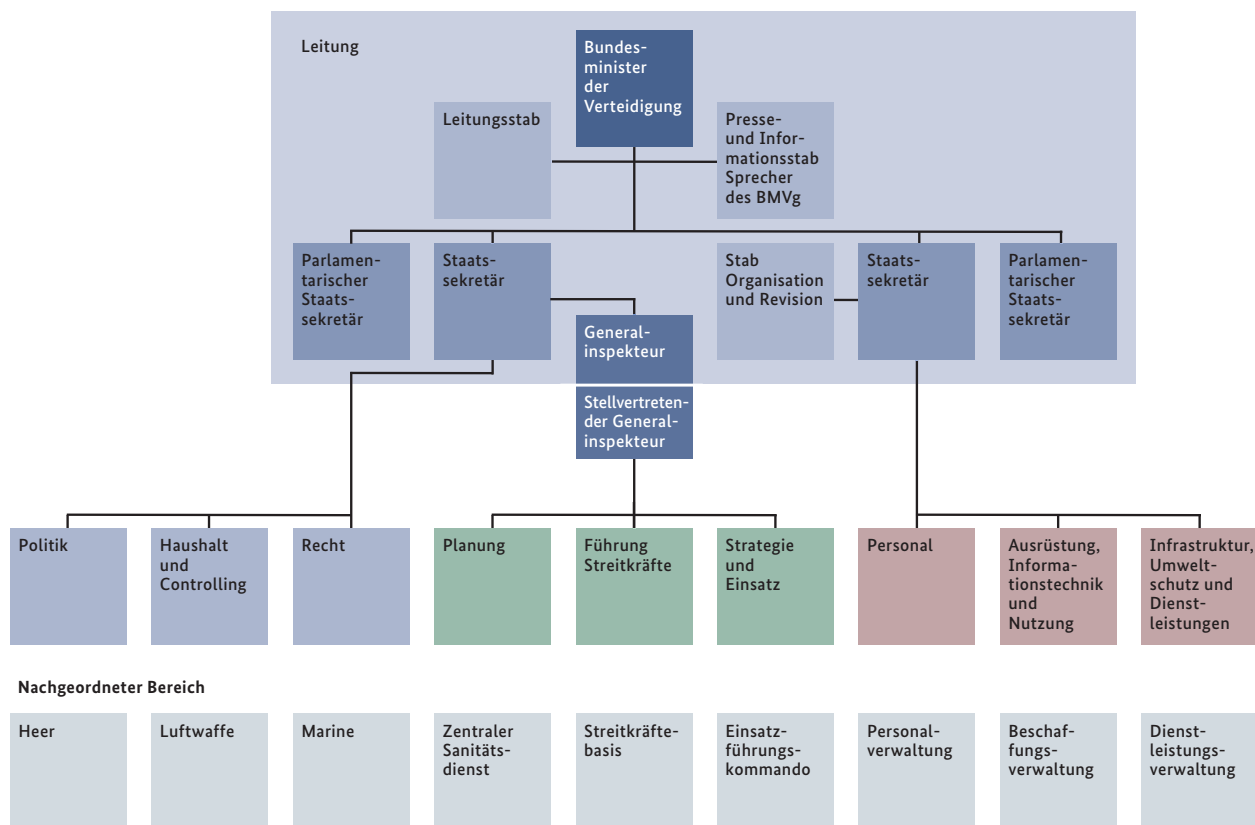 Leitung
Bundes-
minister
der
Verteidigung
Leitungsstab
Presse-
und Infor-
mationsstab
Sprecher
des BMVg
Parlamen-
tarischer
Staats-
sekretär
Staats-
sekretär
Stab
Organisation
und Revision
Staats-
sekretär
Parlamen-
tarischer
Staats-
sekretär
General-
inspekteur
Stellvertreten-
der General-
inspekteur
Politik
Haushalt
und
Controlling
Recht
Planung
Führung
Streitkräfte
Strategie
und
Einsatz
Personal
Ausrüstung,
Informa-
tionstechnik
und
Nutzung
Infrastruktur,
Umwelt-
schutz und
Dienst-
leistungen
Nachgeordneter Bereich
Heer
Luftwaffe
Marine
Zentraler
Sanitäts-
dienst
Streitkräfte-
basis
Einsatz-
führungs-
kommando
Personal-
verwaltung
Beschaf-
fungs-
verwaltung
Dienst-
leistungs-
verwaltung